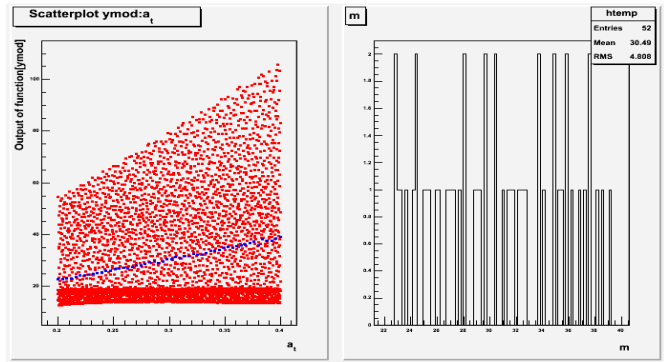 Scatterplot ymod:a_t
Output of function[ymod]
100
80
60
40
20
0.2 0.25 0.3 0.35 0.4
a_t
m
htemp
Entries 52
Mean 30.49
RMS 4.808
2
1.8
1.6
1.4
1.2
1
0.8
0.6
0.4
0.2
0
22 24 26 28 30 32 34 36 38 40
m